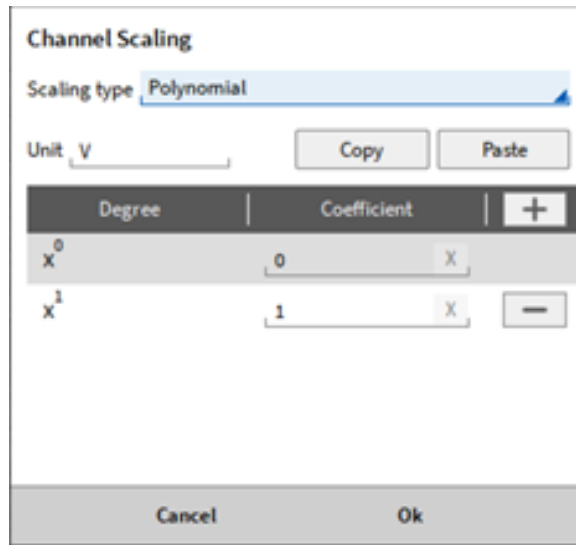 Channel Scaling
Scaling type Polynomial
Unit V Copy Paste
Degree Coefficient +
x⁰ 0 X
x¹ 1 X −
Cancel Ok